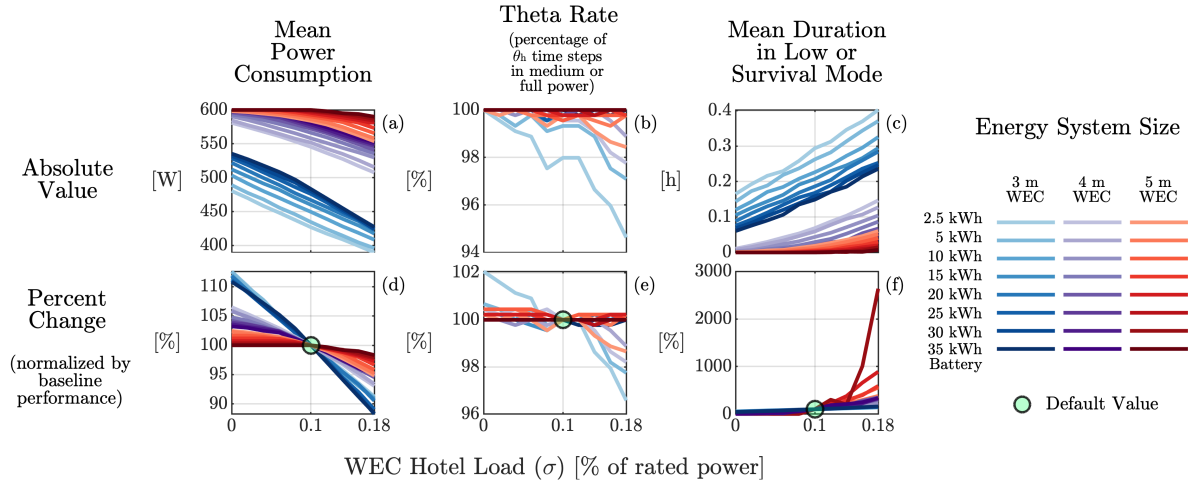 Mean
Power
Consumption
Theta Rate
(percentage of
θh time steps
in medium or
full power)
Mean Duration
in Low or
Survival Mode
Absolute
Value
[W]
600
550
500
450
400
(a)
[%]
100
98
96
94
(b)
[h]
0.4
0.3
0.2
0.1
0
(c)
Percent
Change
(normalized by
baseline
performance)
[%]
110
105
100
95
90
0
0.1
0.18
(d)
[%]
102
100
98
96
0
0.1
0.18
(e)
[%]
3000
2000
1000
0
0
0.1
0.18
(f)
WEC Hotel Load (σ) [% of rated power]
Energy System Size
3 m
WEC
4 m
WEC
5 m
WEC
2.5 kWh
5 kWh
10 kWh
15 kWh
20 kWh
25 kWh
30 kWh
35 kWh
Battery
Default Value